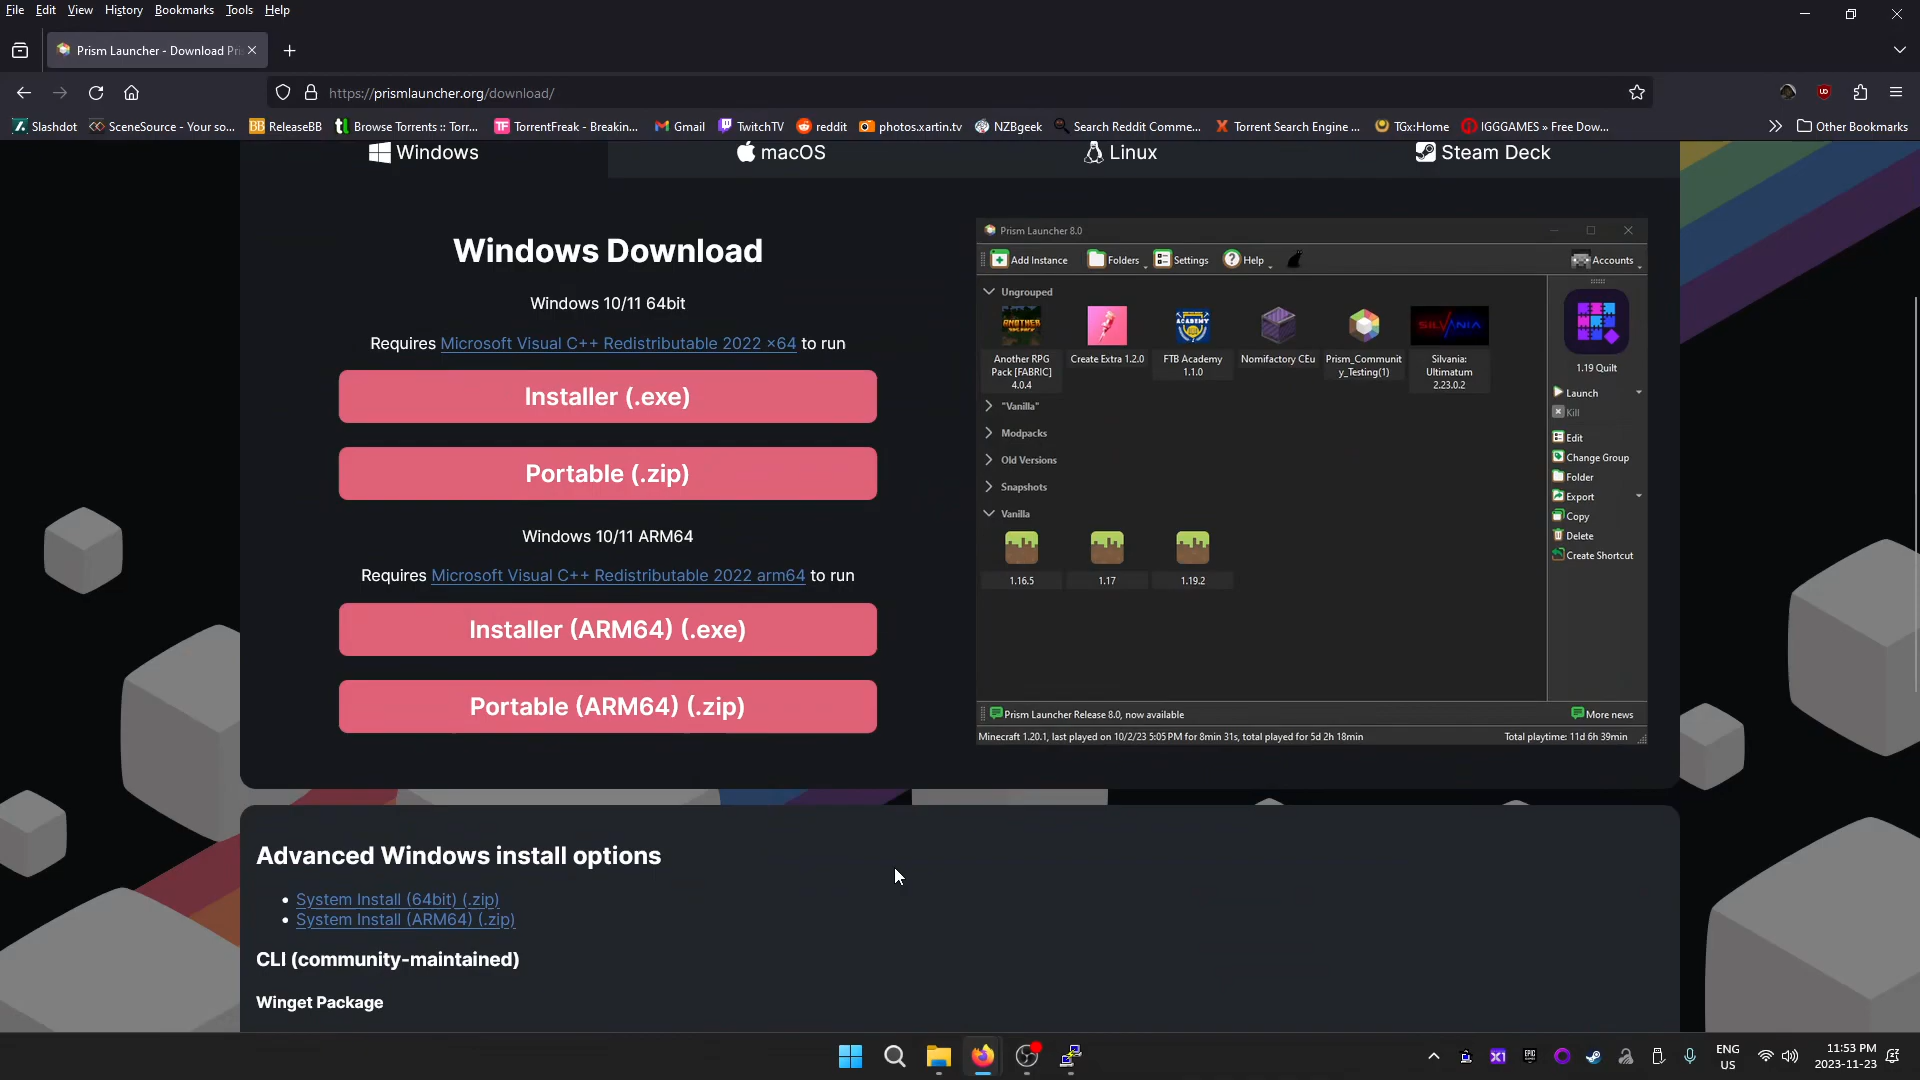 File Edit View History Bookmarks Tools Help
Prism Launcher - Download Pri
https://prismlauncher.org/download/
Slashdot SceneSource - Your so... ReleaseBB Browse Torrents :: Torr... TorrentFreak - Breakin... Gmail TwitchTV reddit photos.xartin.tv NZBgeek Search Reddit Comme... Torrent Search Engine ... TGx:Home IGGGAMES » Free Dow... Other Bookmarks
Windows macOS Linux Steam Deck
Windows Download
Windows 10/11 64bit
Requires Microsoft Visual C++ Redistributable 2022 x64 to run
Installer (.exe)
Portable (.zip)
Windows 10/11 ARM64
Requires Microsoft Visual C++ Redistributable 2022 arm64 to run
Installer (ARM64) (.exe)
Portable (ARM64) (.zip)
Prism Launcher 8.0
Add Instance Folders Settings Help Accounts
Ungrouped
ANOTHER
ACADEMY
SILVANIA
Another RPG Pack [FABRIC] 4.0.4
Create Extra 1.2.0
FTB Academy 1.1.0
Nomifactory CEu
Prism_Communit y_Testing(1)
Silvania: Ultimatum 2.23.0.2
"Vanilla"
Modpacks
Old Versions
Snapshots
Vanilla
1.16.5 1.17 1.19.2
1.19 Quilt
Launch
Kill
Edit
Change Group
Folder
Export
Copy
Delete
Create Shortcut
Prism Launcher Release 8.0, now available More news
Minecraft 1.20.1, last played on 10/2/23 5:05 PM for 8min 31s, total played for 5d 2h 18min Total playtime: 11d 6h 39min
Advanced Windows install options
System Install (64bit) (.zip)
System Install (ARM64) (.zip)
CLI (community-maintained)
Winget Package
ENG
US
11:53 PM
2023-11-23